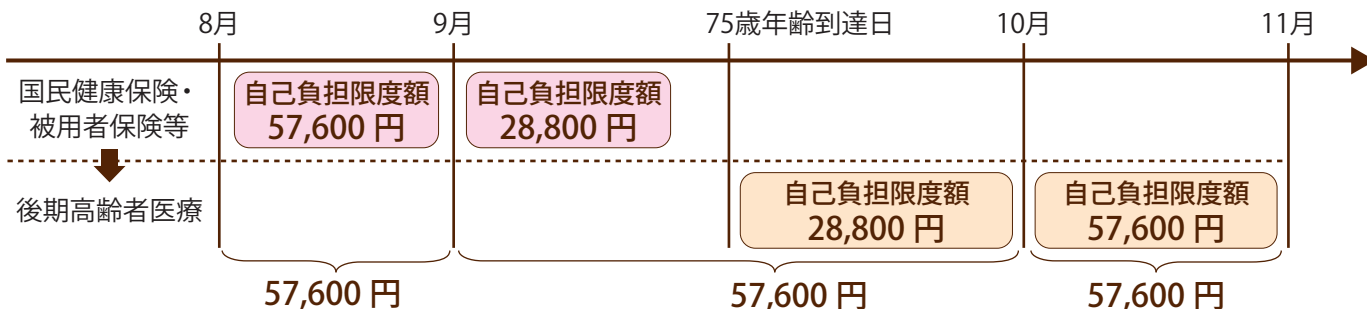 8月
9月
75歳年齢到達日
10月
11月
国民健康保険・
被用者保険等
自己負担限度額
57,600 円
自己負担限度額
28,800 円
後期高齢者医療
自己負担限度額
28,800 円
自己負担限度額
57,600 円
57,600 円
57,600 円
57,600 円